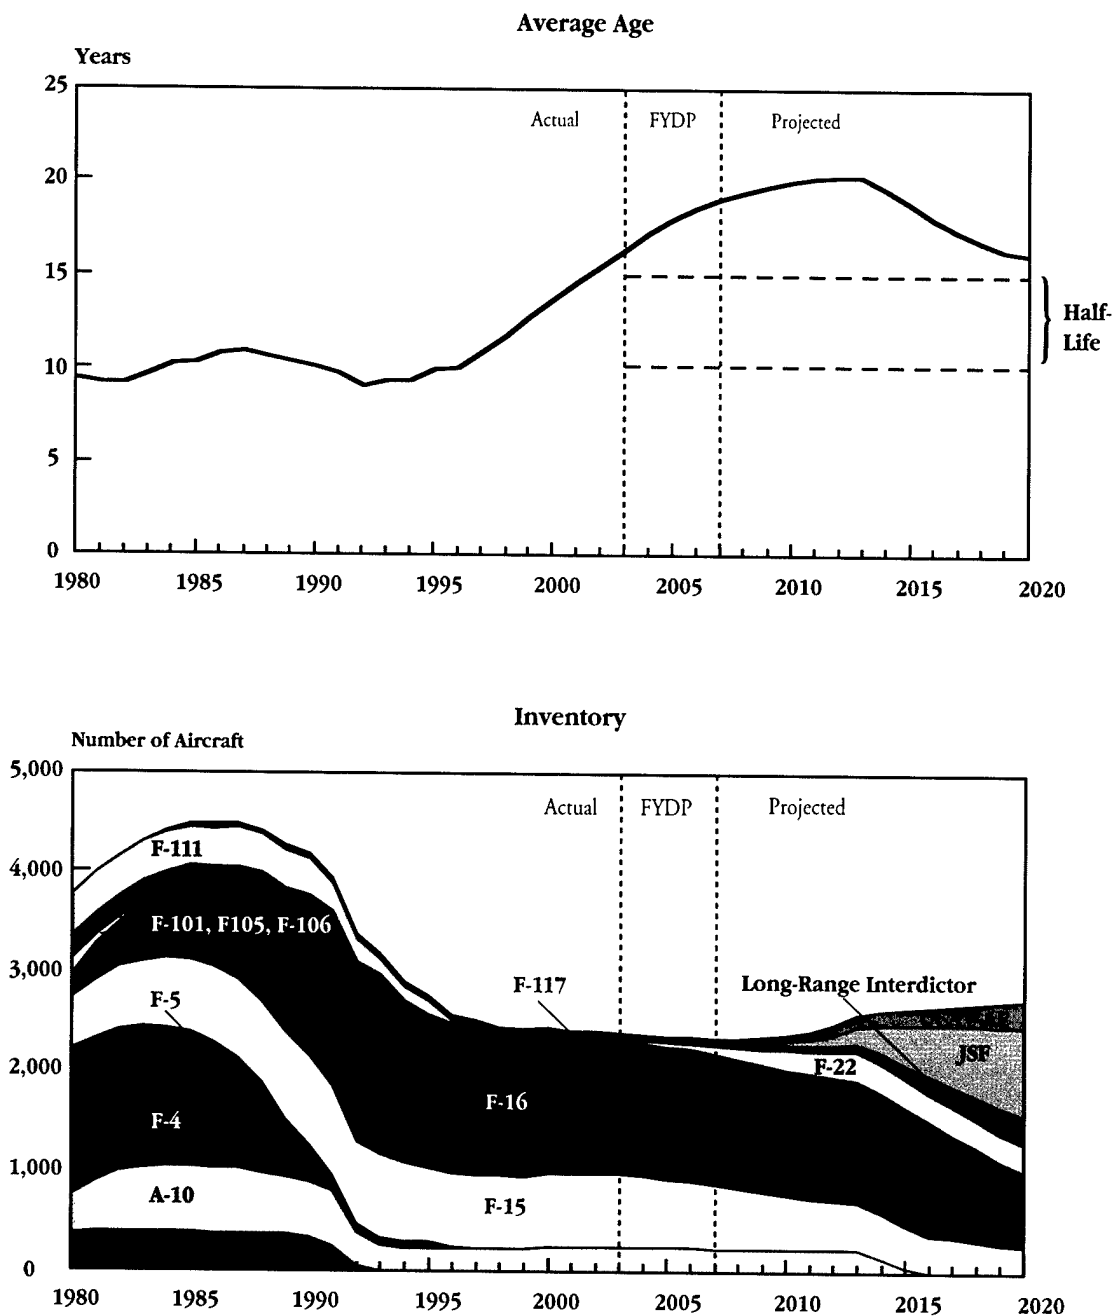 Average Age
Years
25
Actual
FYDP
Projected
20
15
Half-
Life
10
5
0
1980 1985 1990 1995 2000 2005 2010 2015 2020
Inventory
Number of Aircraft
5,000
Actual
FYDP
Projected
F-111
4,000
F-101, F105, F-106
3,000
F-117
Long-Range Interdictor
F-5
JSF
2,000
F-22
F-16
F-4
1,000
A-10
F-15
0
1980 1985 1990 1995 2000 2005 2010 2015 2020